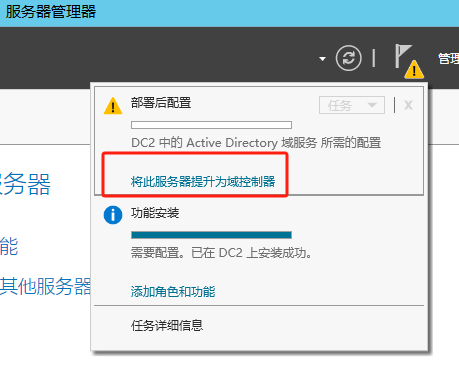 服务器管理器
管理
部署后配置
任务
DC2 中的 Active Directory 域服务 所需的配置
将此服务器提升为域控制器
服务器
功能安装
能
需要配置。已在 DC2 上安装成功。
其他服务器
添加角色和功能
任务详细信息